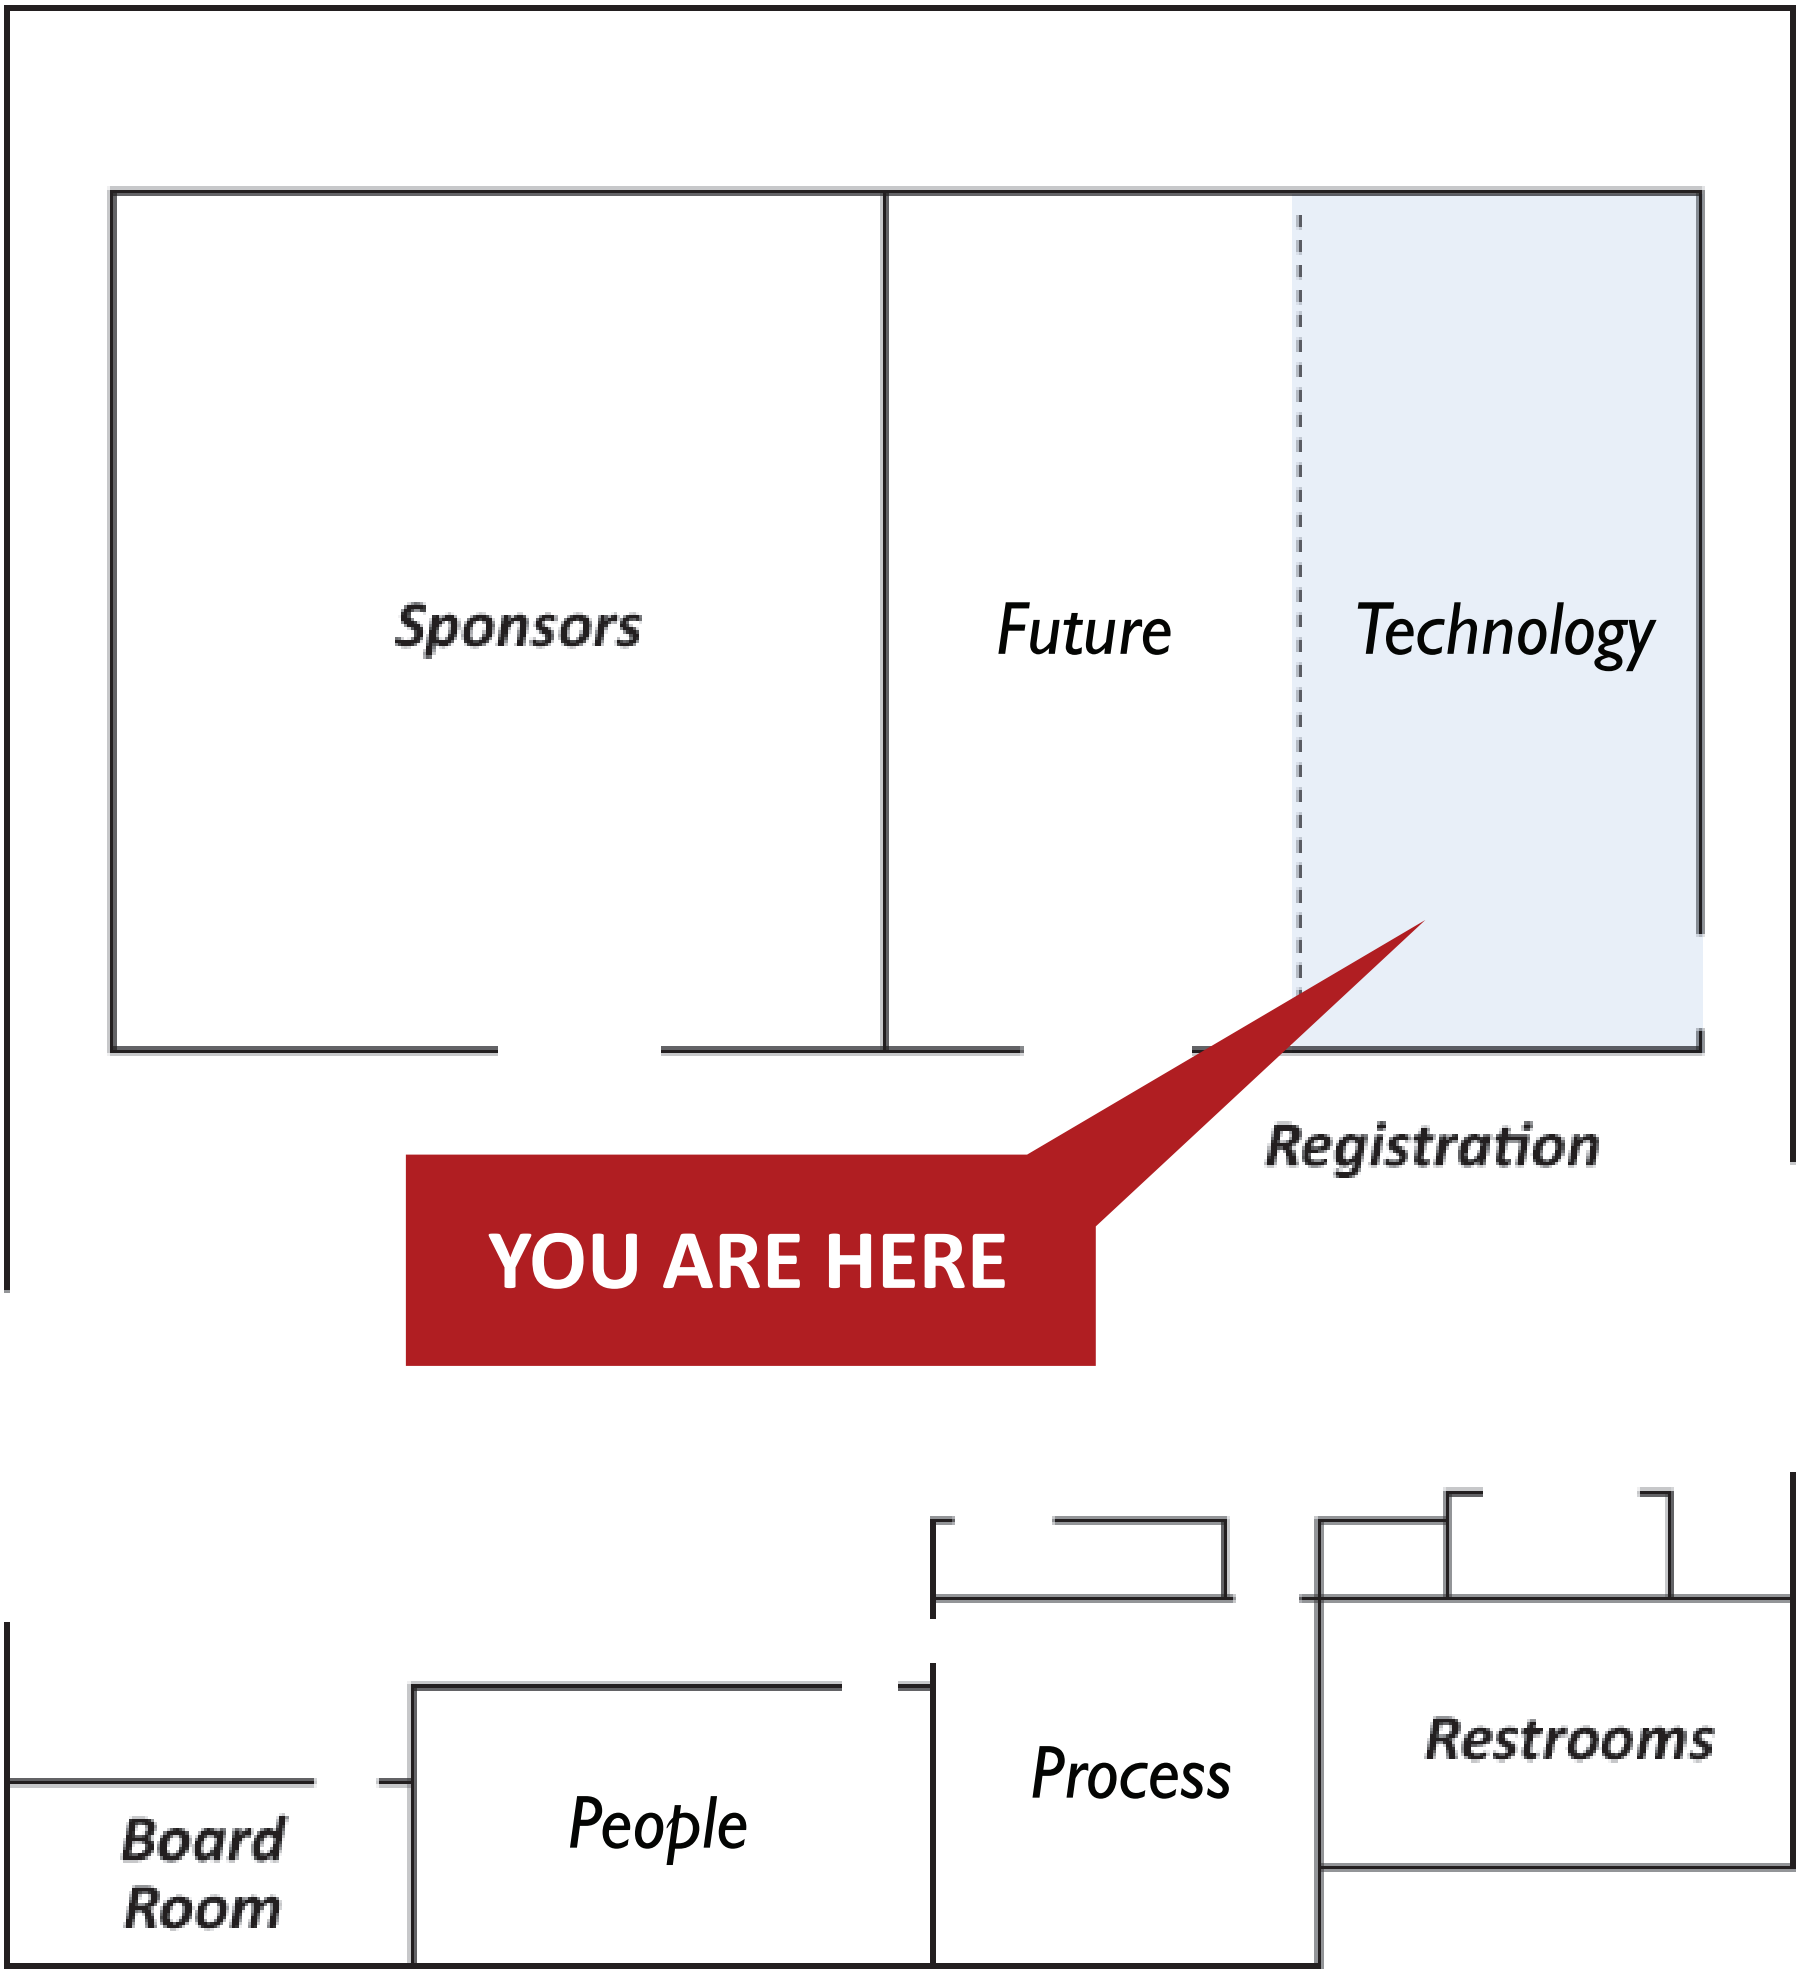 Sponsors
Future
Technology
Registration
YOU ARE HERE
Restrooms
Process
People
Board
Room